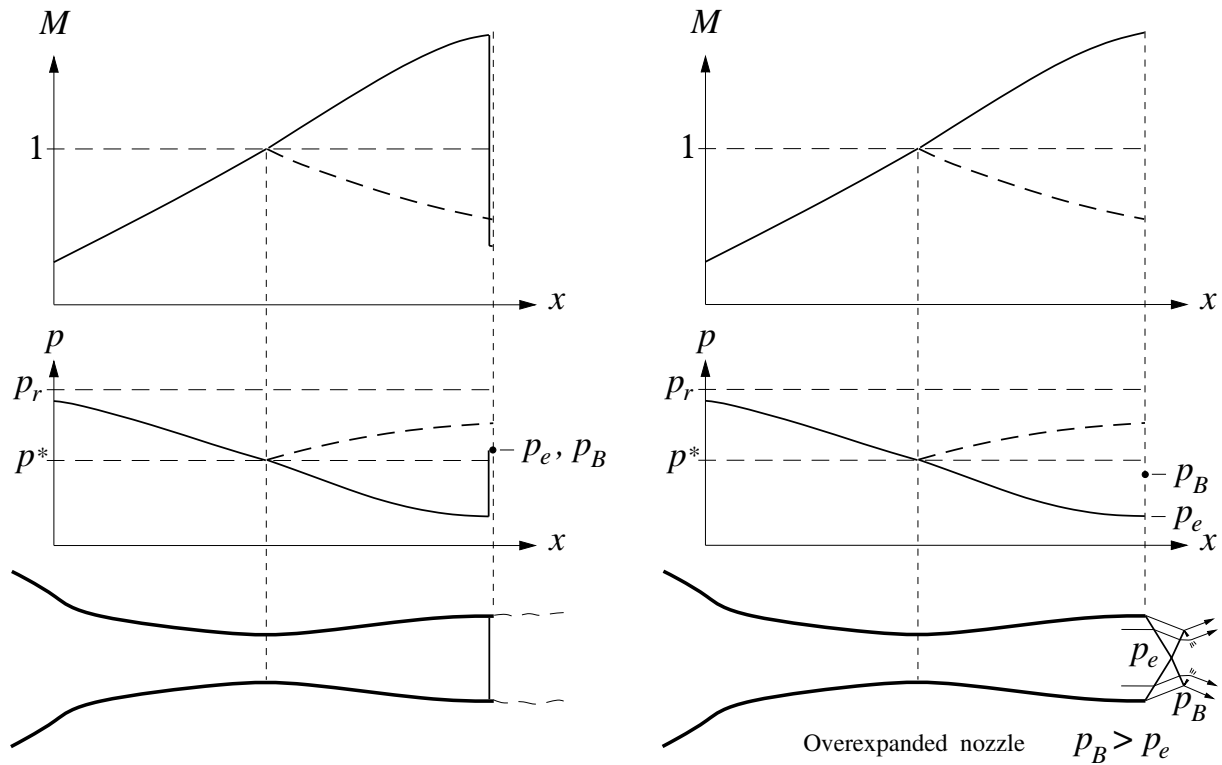 M
1
x
p
p_r
p*
p_e, p_B
x
M
1
x
p
p_r
p*
p_B
p_e
x
p_e
p_B
Overexpanded nozzle p_B > p_e